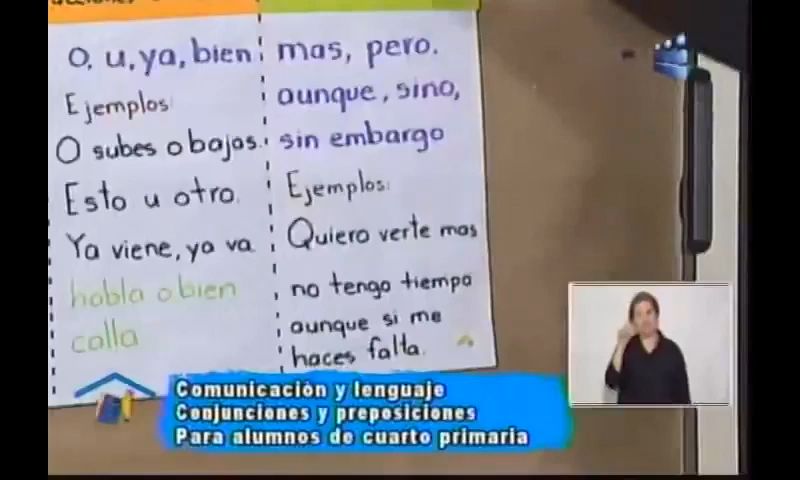 O, u, ya, bien
Ejemplos:
O subes o bajas.
Esto u otro.
Ya viene, ya va
habla o bien
calla
mas, pero.
aunque, sino,
sin embargo
Ejemplos:
Quiero verte mas
no tengo tiempo
aunque si me
haces falta.
Comunicación y lenguaje
Conjunciones y preposiciones
Para alumnos de cuarto primaria